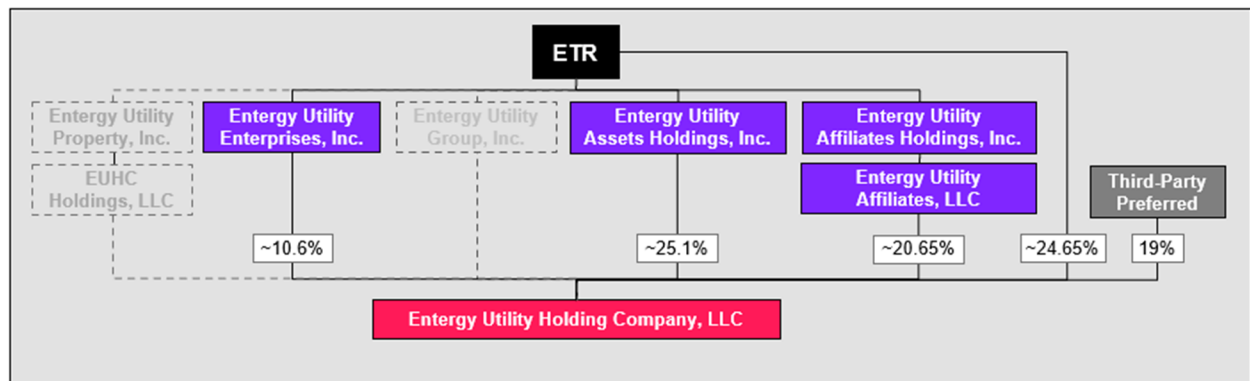 ETR
Entergy Utility
Property, Inc.
Entergy Utility
Enterprises, Inc.
Entergy Utility
Group, Inc.
Entergy Utility
Assets Holdings, Inc.
Entergy Utility
Affiliates Holdings, Inc.
EUHC
Holdings, LLC
Entergy Utility
Affiliates, LLC
Third-Party
Preferred
~10.6%
~25.1%
~20.65%
~24.65%
19%
Entergy Utility Holding Company, LLC